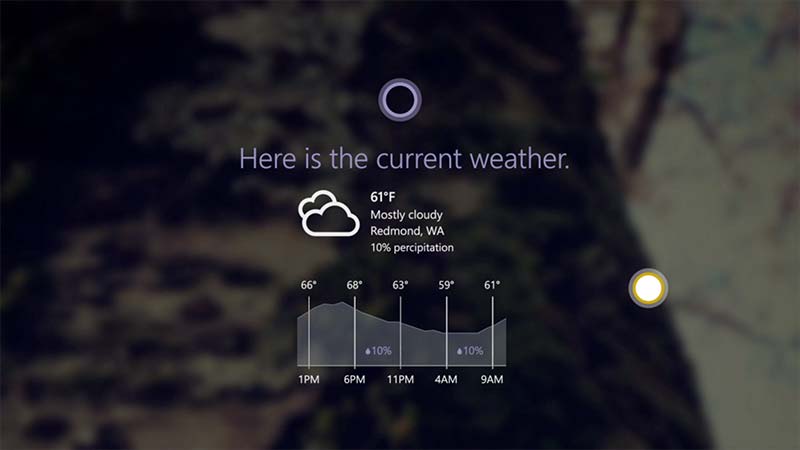 Here is the current weather.
61°F
Mostly cloudy
Redmond, WA
10% percipitation
66° 68° 63° 59° 61°
10% 10%
1PM 6PM 11PM 4AM 9AM